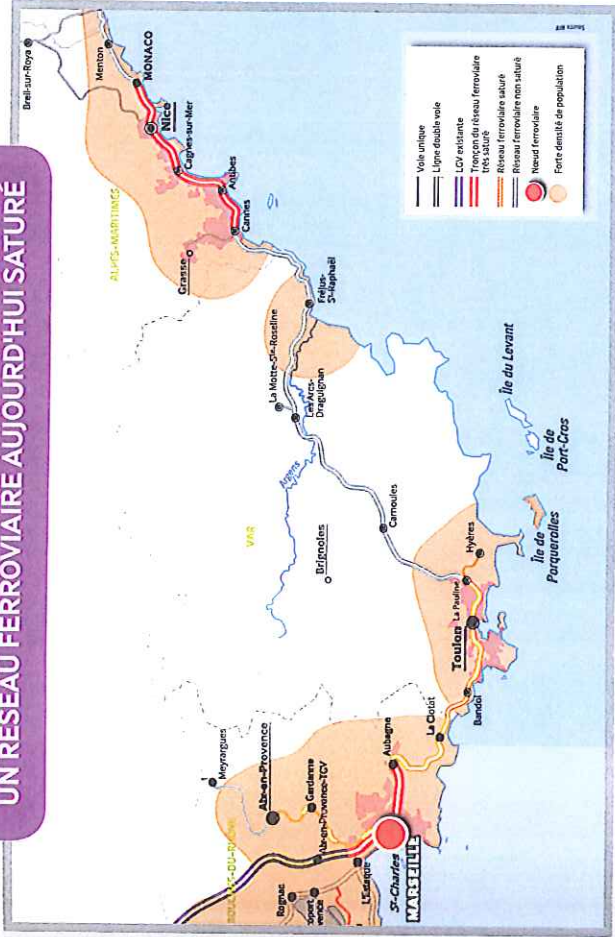 UN RÉSEAU FERROVIAIRE AUJOURD'HUI SATURÉ
Breil-sur-Roya
Menton
MONACO
Nice
Cagnes-sur-Mer
Antibes
Cannes
Grasse
ALPES-MARITIMES
Fréjus-
St-Raphaël
La Motte-Ste-Roseline
Les Arcs-
Draguignan
Argens
VAR
Brignoles
Carnoules
Hyères
La Pauline
Toulon
Bandol
La Ciotat
Aubagne
Île du Levant
Île de
Port-Cros
Île de
Porquerolles
Meyrargues
Aix-en-Provence
Gardanne
Aix-en-Provence-TGV
BOUCHES-DU-RHÔNE
Rognac
L'Estaque
St-Charles
MARSEILLE
Voie unique
Ligne double voie
LGV existante
Tronçon du réseau ferroviaire
très saturé
Réseau ferroviaire saturé
Réseau ferroviaire non saturé
Nœud ferroviaire
Forte densité de population